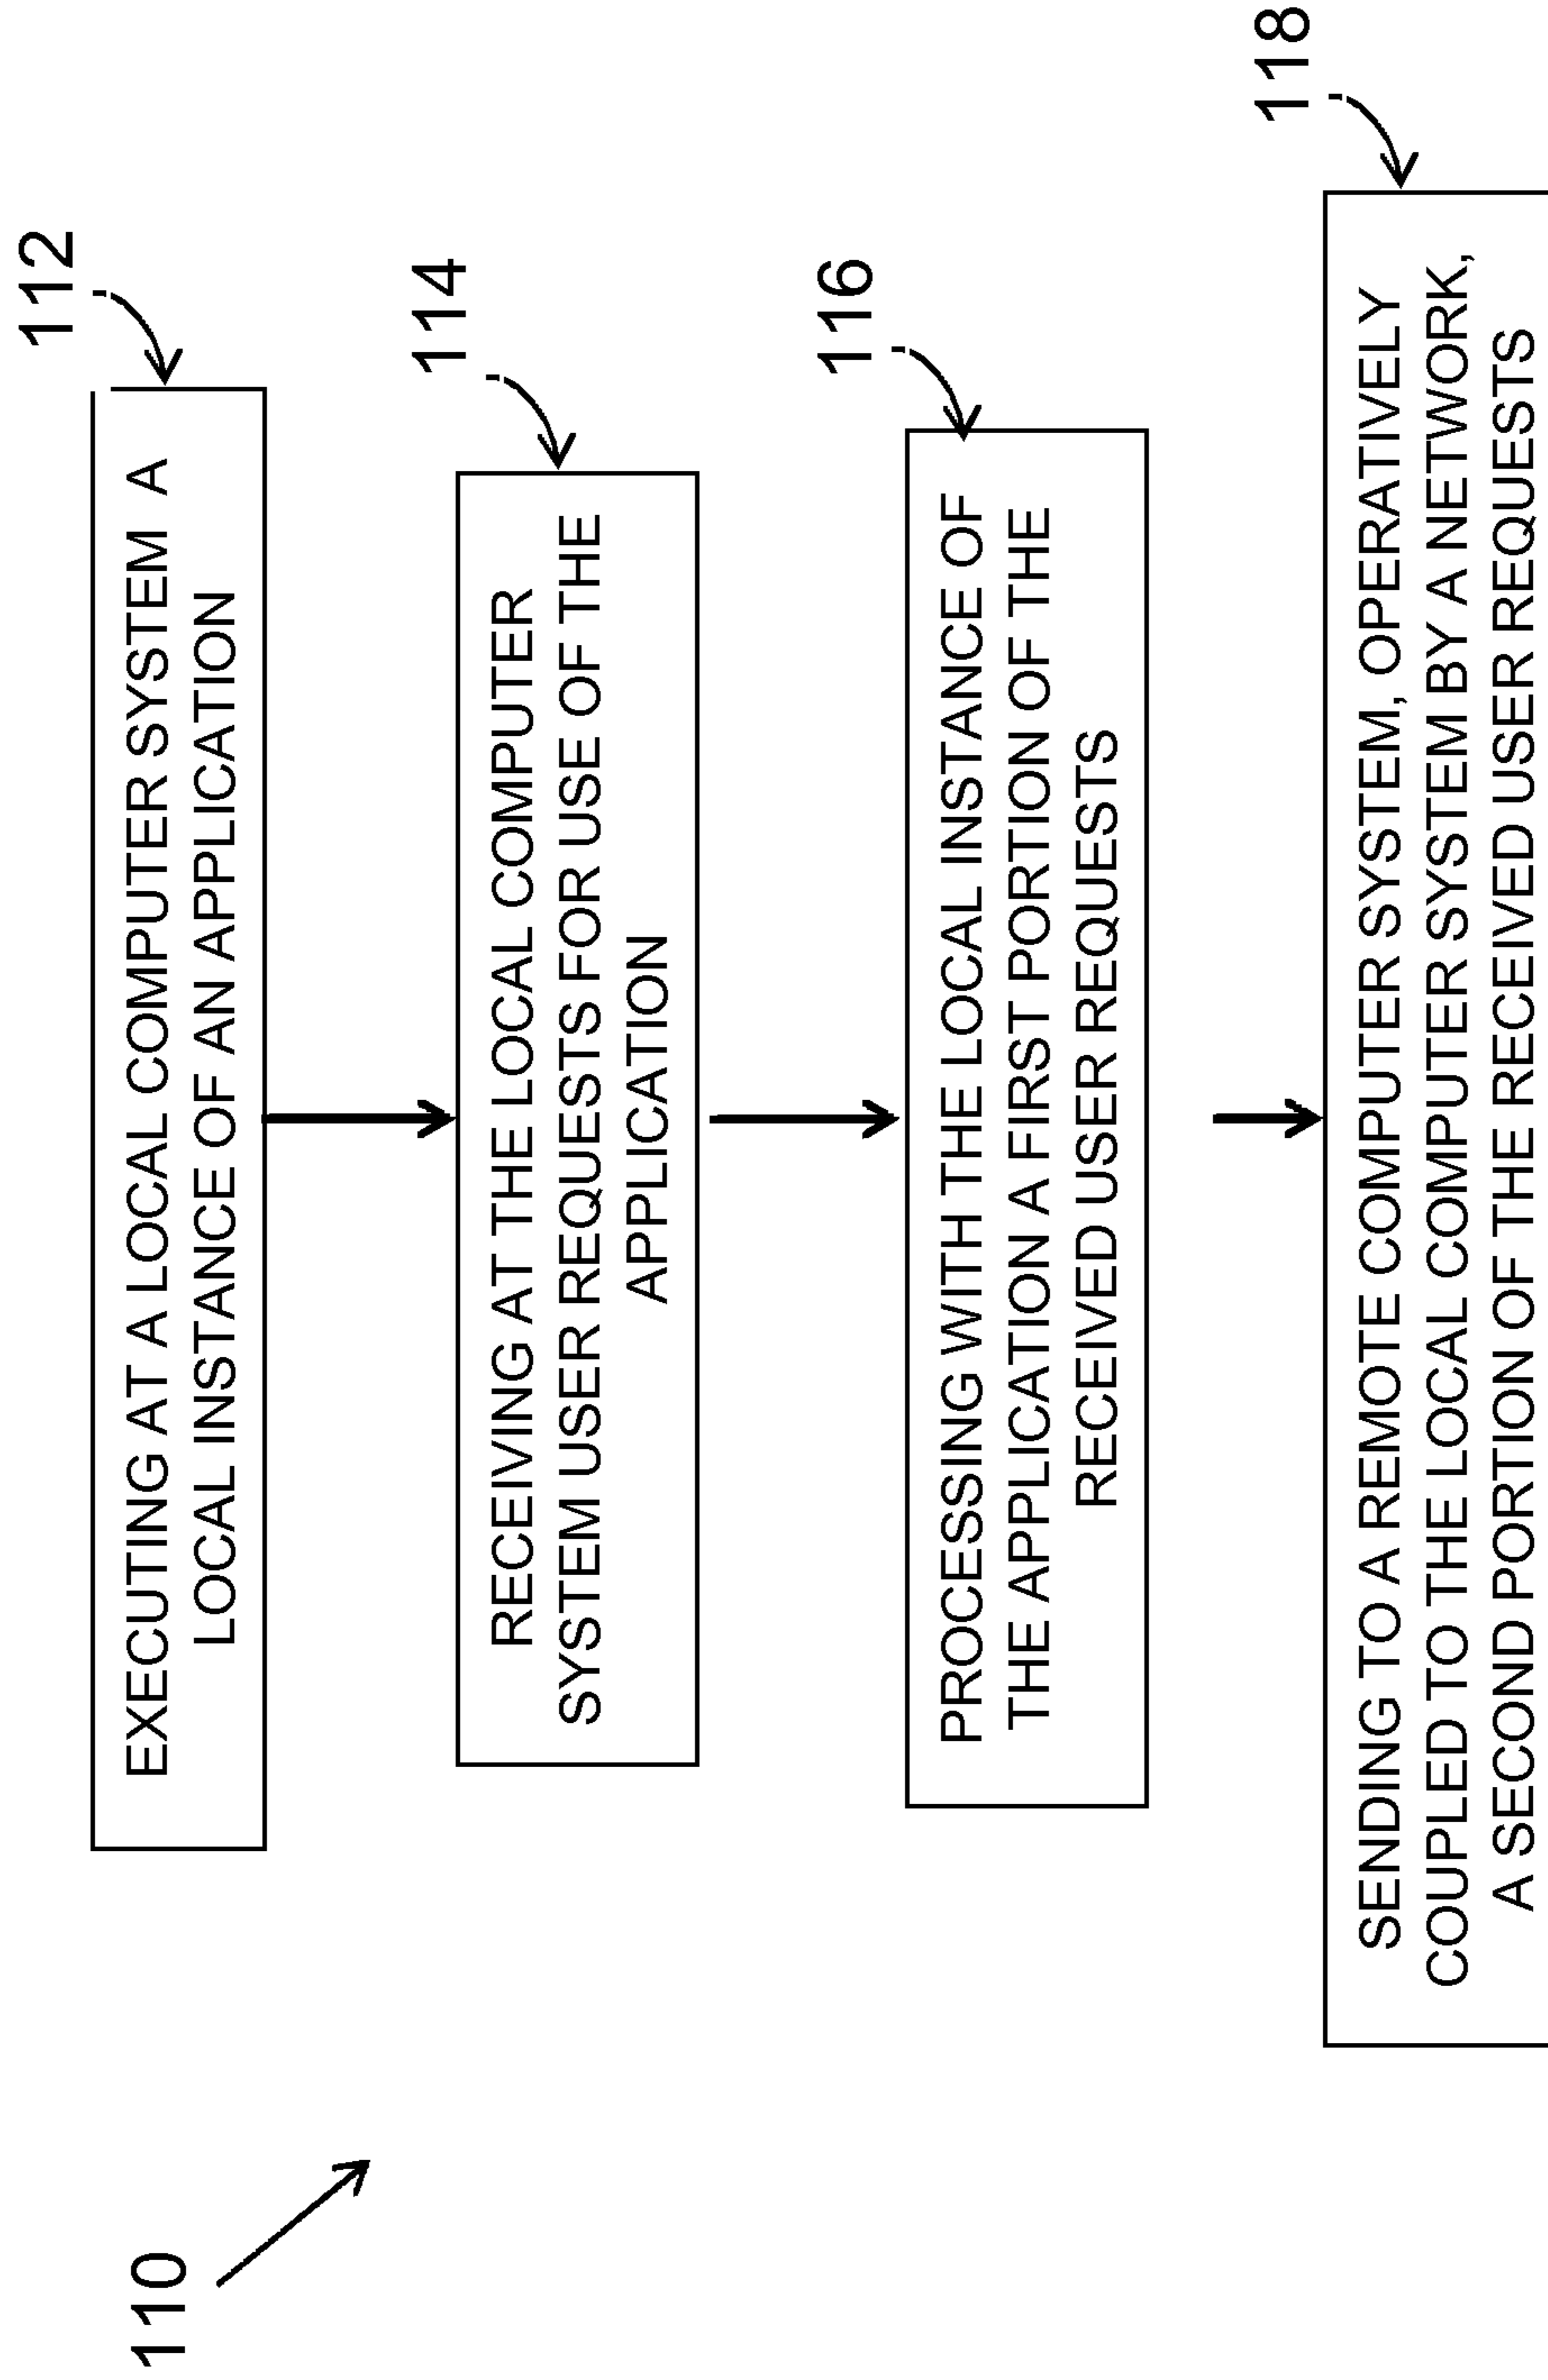 110
112
EXECUTING AT A LOCAL COMPUTER SYSTEM A
LOCAL INSTANCE OF AN APPLICATION
114
RECEIVING AT THE LOCAL COMPUTER
SYSTEM USER REQUESTS FOR USE OF THE
APPLICATION
116
PROCESSING WITH THE LOCAL INSTANCE OF
THE APPLICATION A FIRST PORTION OF THE
RECEIVED USER REQUESTS
118
SENDING TO A REMOTE COMPUTER SYSTEM, OPERATIVELY
COUPLED TO THE LOCAL COMPUTER SYSTEM BY A NETWORK,
A SECOND PORTION OF THE RECEIVED USER REQUESTS